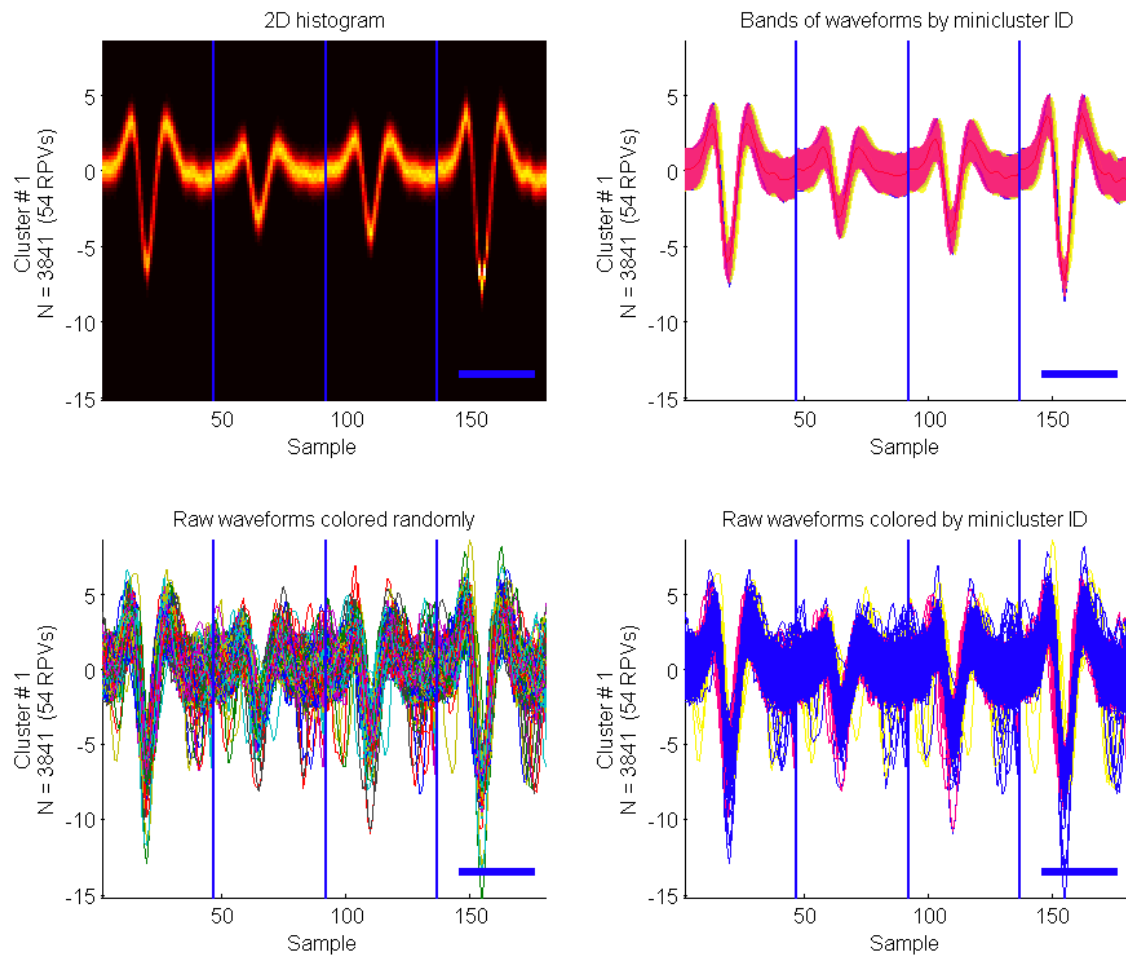 2D histogram
Cluster # 1
N = 3841 (54 RPVs)
5
0
-5
-10
-15
50
100
150
Sample
Bands of waveforms by minicluster ID
Cluster # 1
N = 3841 (54 RPVs)
5
0
-5
-10
-15
50
100
150
Sample
Raw waveforms colored randomly
Cluster # 1
N = 3841 (54 RPVs)
5
0
-5
-10
-15
50
100
150
Sample
Raw waveforms colored by minicluster ID
Cluster # 1
N = 3841 (54 RPVs)
5
0
-5
-10
-15
50
100
150
Sample